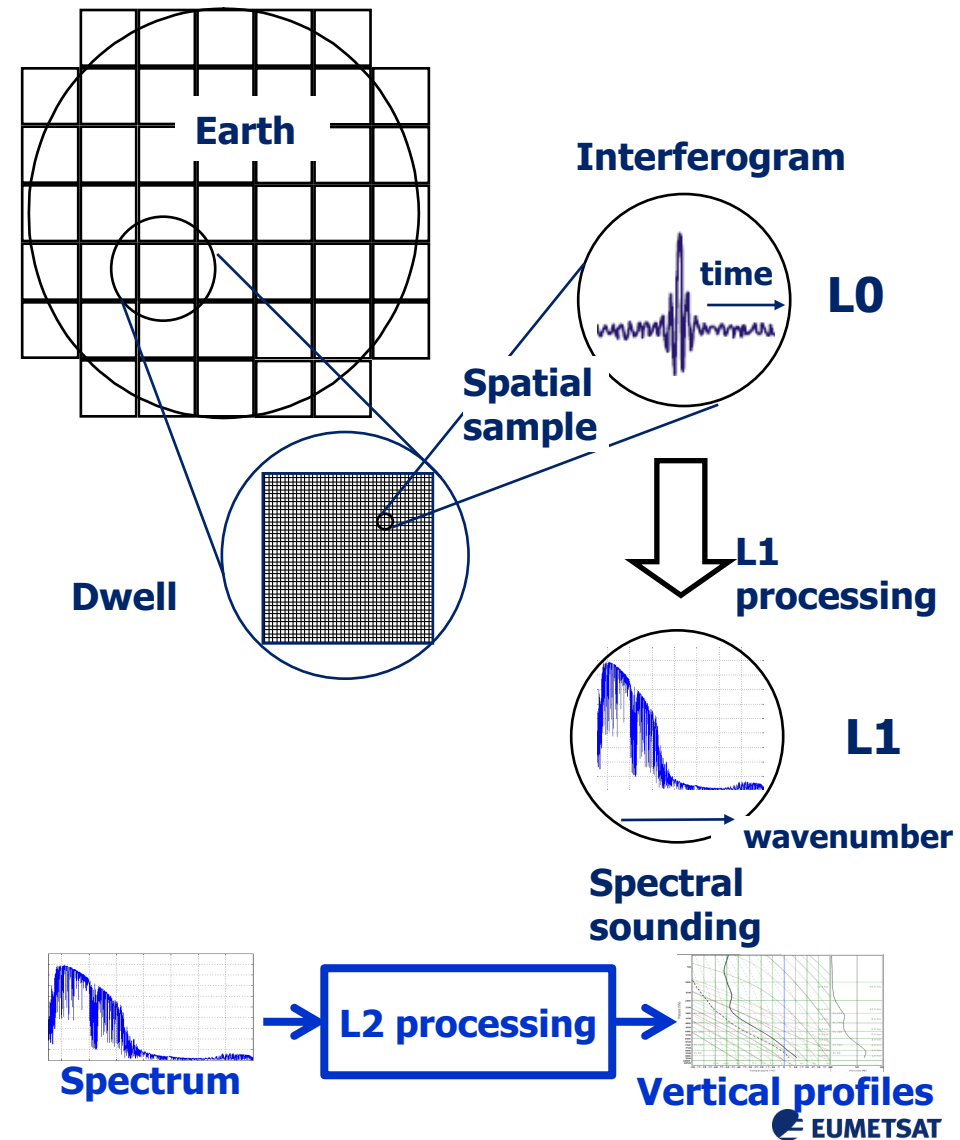 Earth
Interferogram
time
L0
Spatial
sample
L1
processing
Dwell
L1
wavenumber
Spectral
sounding
L2 processing
Spectrum
Vertical profiles
EUMETSAT